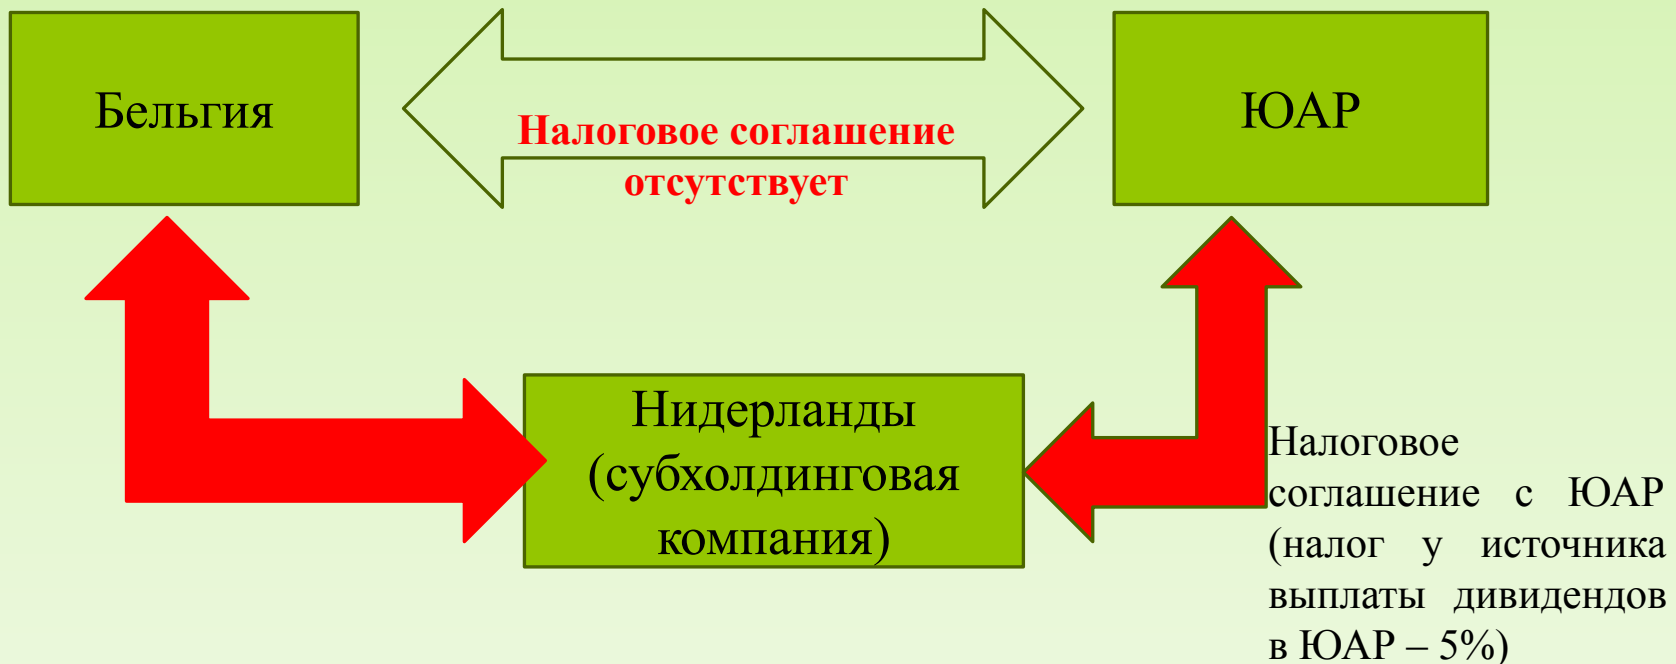 Бельгия
Налоговое соглашение
отсутствует
ЮАР
Нидерланды
(субхолдинговая
компания)
Налоговое
соглашение с ЮАР
(налог у источника
выплаты дивидендов
в ЮАР – 5%)